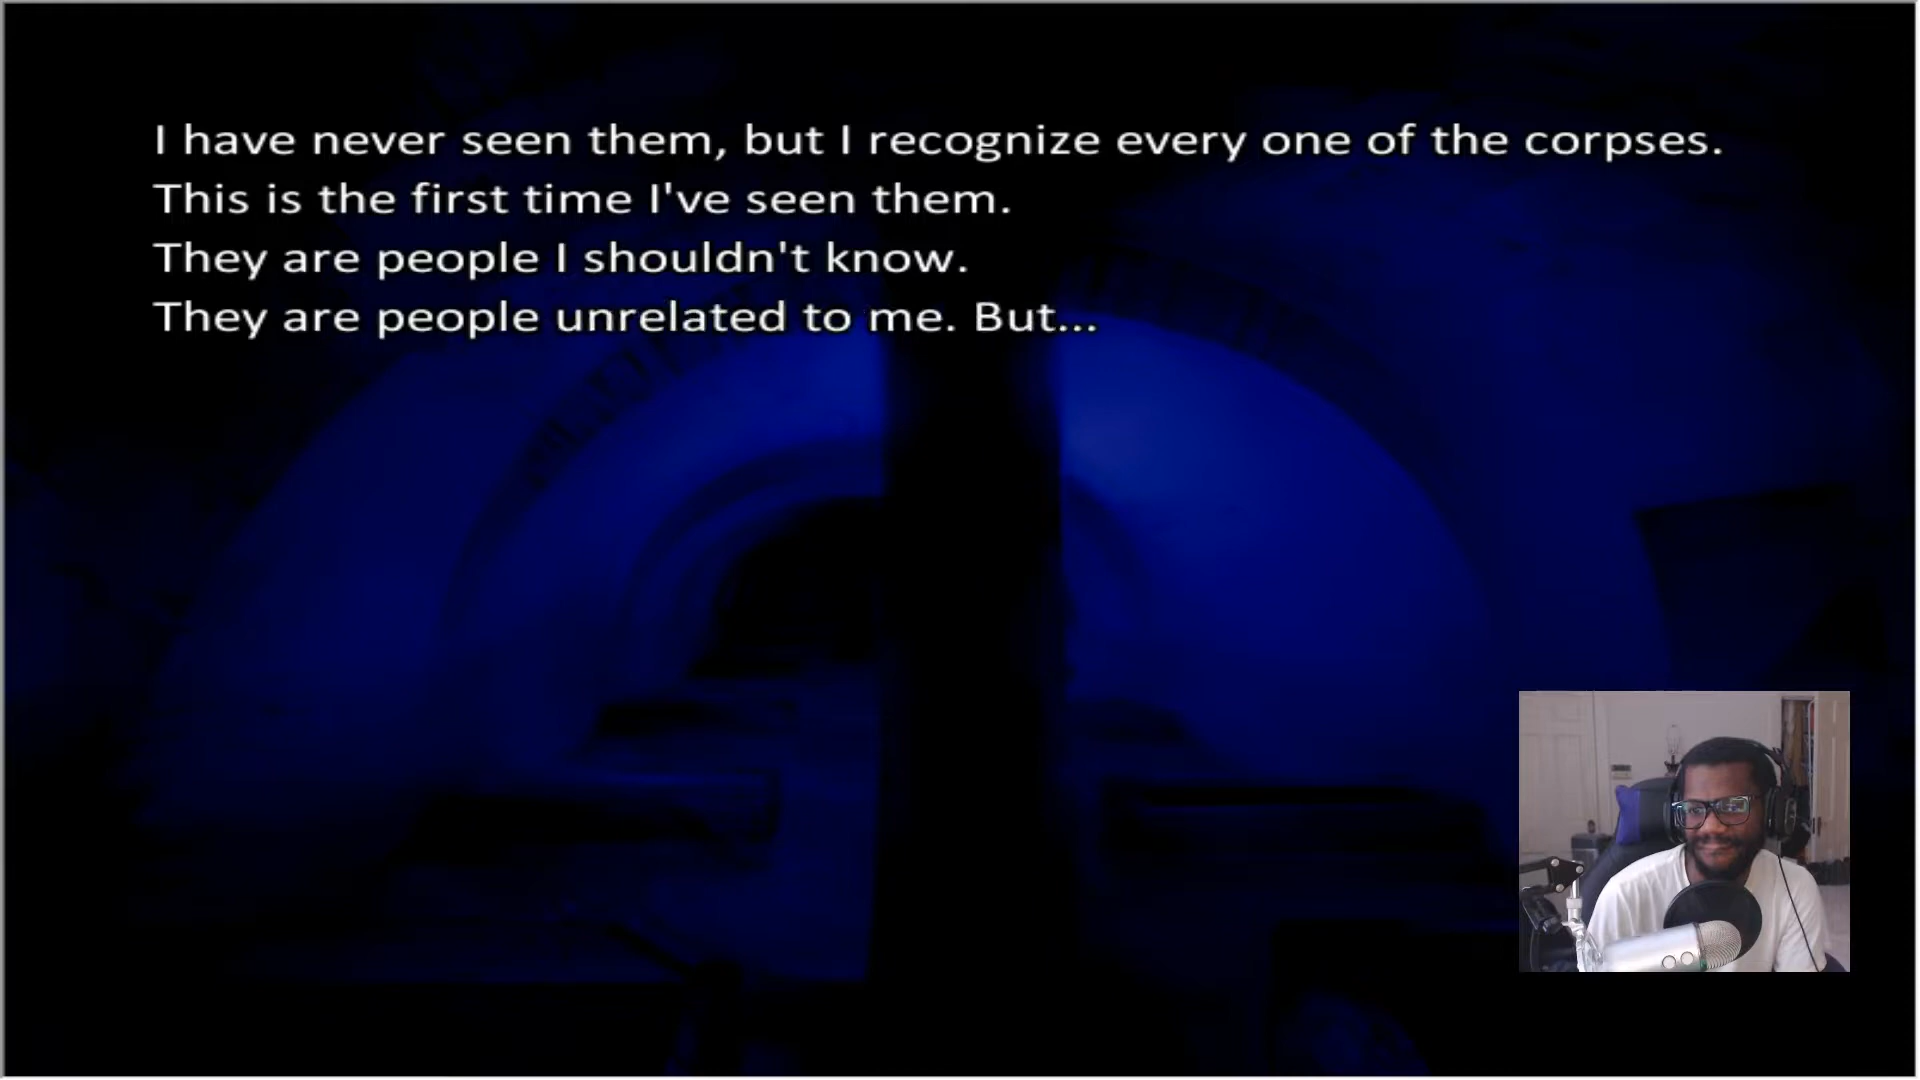 I have never seen them, but I recognize every one of the corpses.
This is the first time I've seen them.
They are people I shouldn't know.
They are people unrelated to me. But...